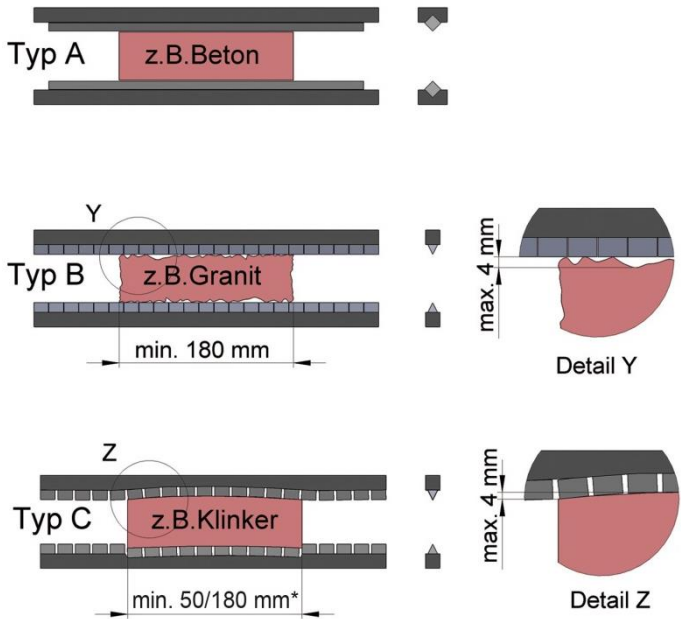 Typ A
z.B.Beton
Y
Typ B
z.B.Granit
min. 180 mm
max. 4 mm
Detail Y
Z
Typ C
z.B.Klinker
min. 50/180 mm*
max. 4 mm
Detail Z